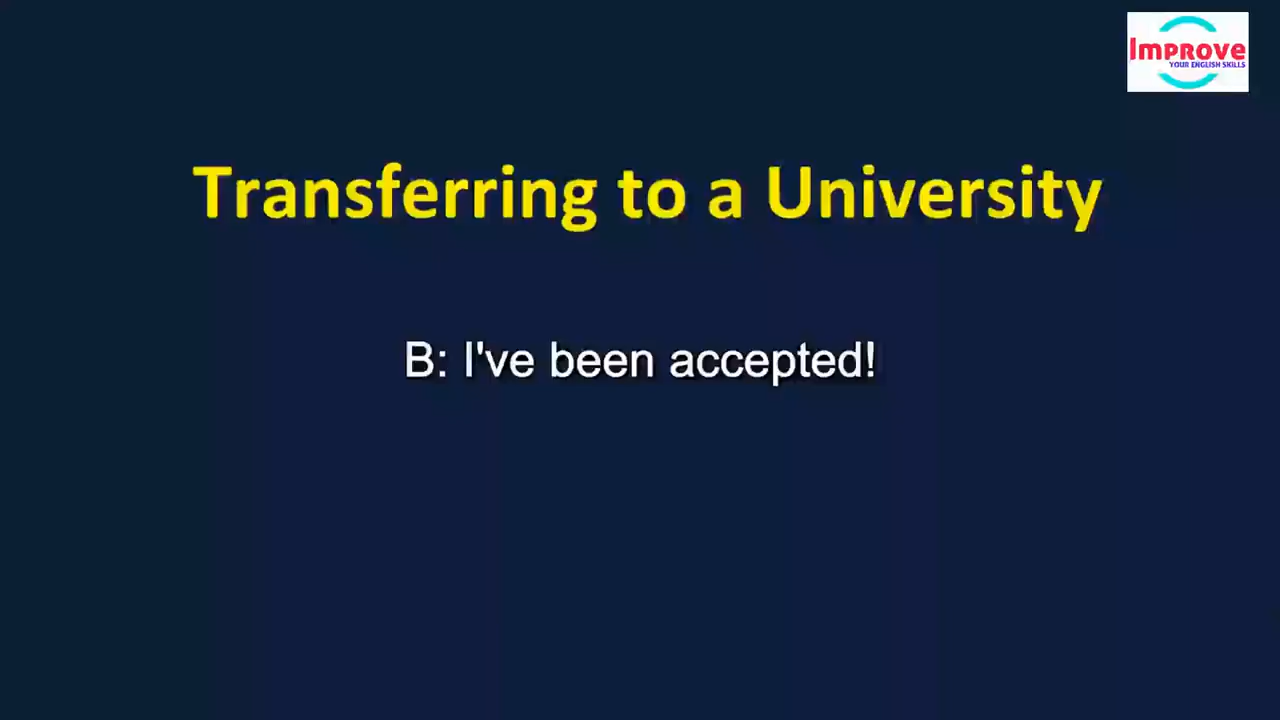 Improve
YOUR ENGLISH SKILLS
Transferring to a University
B: I've been accepted!